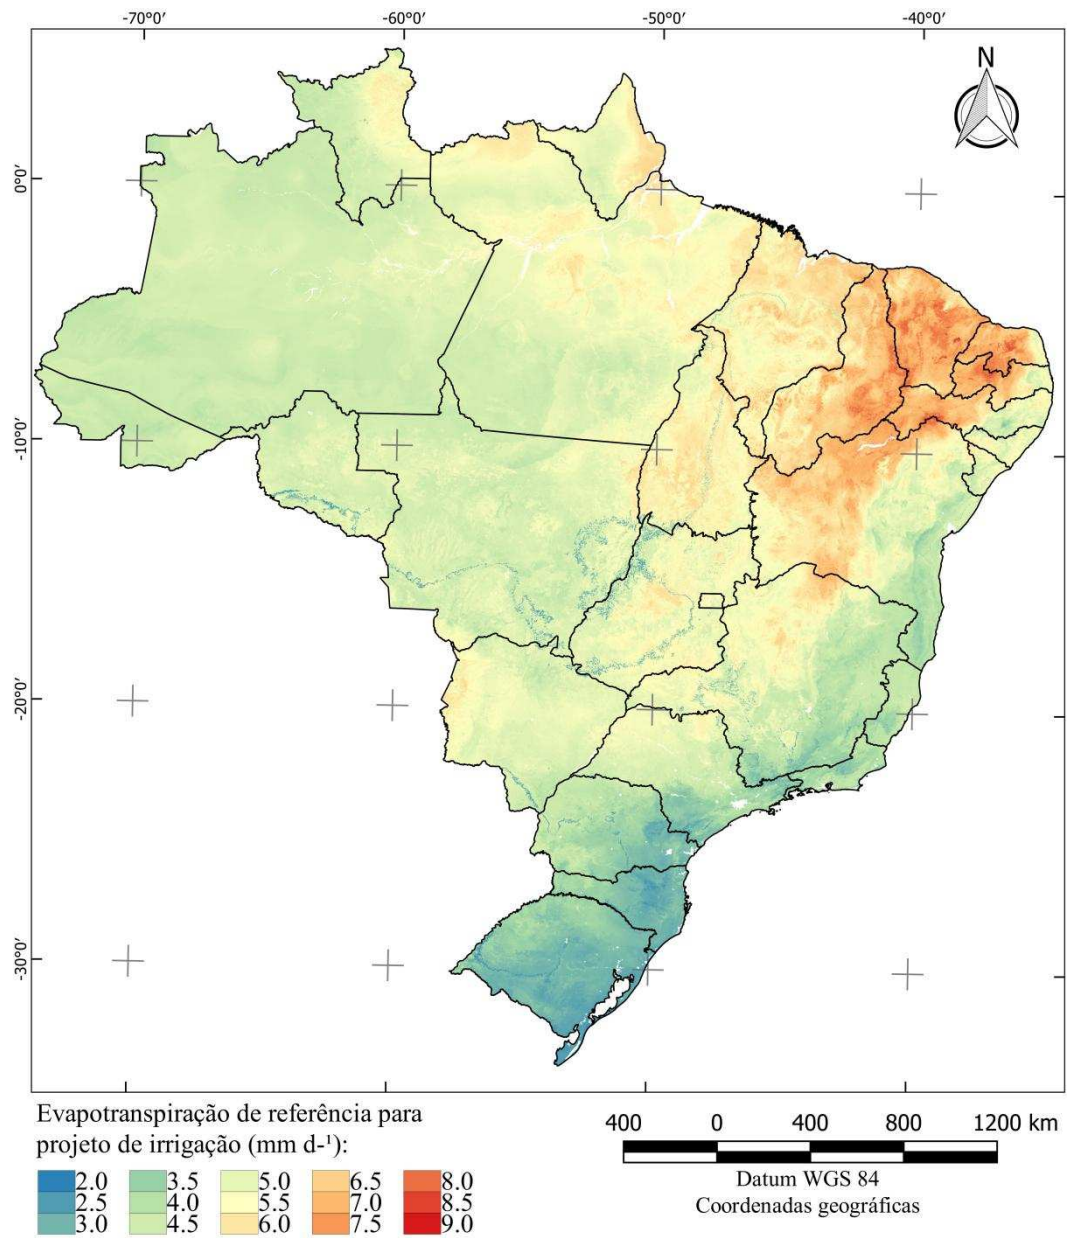 -70°0′ -60°0′ -50°0′ -40°0′
N
0°0′
-10°0′
-20°0′
-30°0′
Evapotranspiração de referência para
projeto de irrigação (mm d-¹):
2.0 3.5 5.0 6.5 8.0
2.5 4.0 5.5 7.0 8.5
3.0 4.5 6.0 7.5 9.0
400 0 400 800 1200 km
Datum WGS 84
Coordenadas geográficas